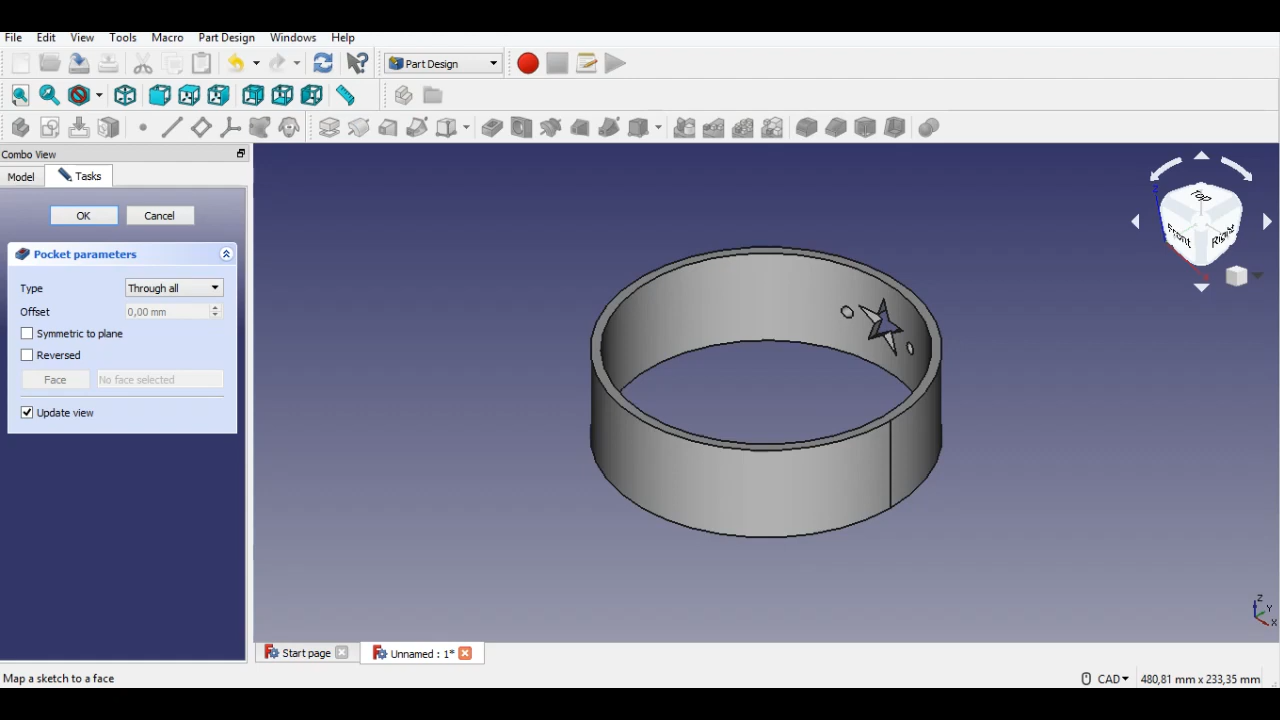 File Edit View Tools Macro Part Design Windows Help
Part Design
Combo View
Model Tasks
OK Cancel
Pocket parameters
Type Through all
Offset 0,00 mm
Symmetric to plane
Reversed
Face No face selected
Update view
Top
Front Right
Z
Z
Y
X
Start page Unnamed : 1*
Map a sketch to a face CAD 480,81 mm x 233,35 mm